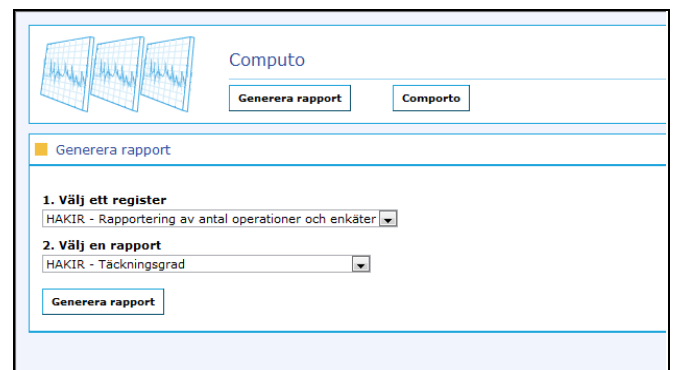 Computo
Generera rapport
Comporto
Generera rapport
1. Välj ett register
HAKIR - Rapportering av antal operationer och enkäter
2. Välj en rapport
HAKIR - Täckningsgrad
Generera rapport